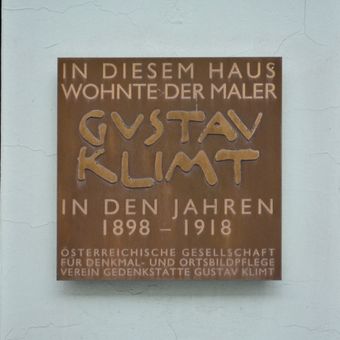 IN DIESEM HAUS
WOHNTE DER MALER
GUSTAV
KLIMT
IN DEN JAHREN
1898 – 1918
ÖSTERREICHISCHE GESELLSCHAFT
FÜR DENKMAL- UND ORTSBILDPFLEGE
VEREIN GEDENKSTÄTTE GUSTAV KLIMT